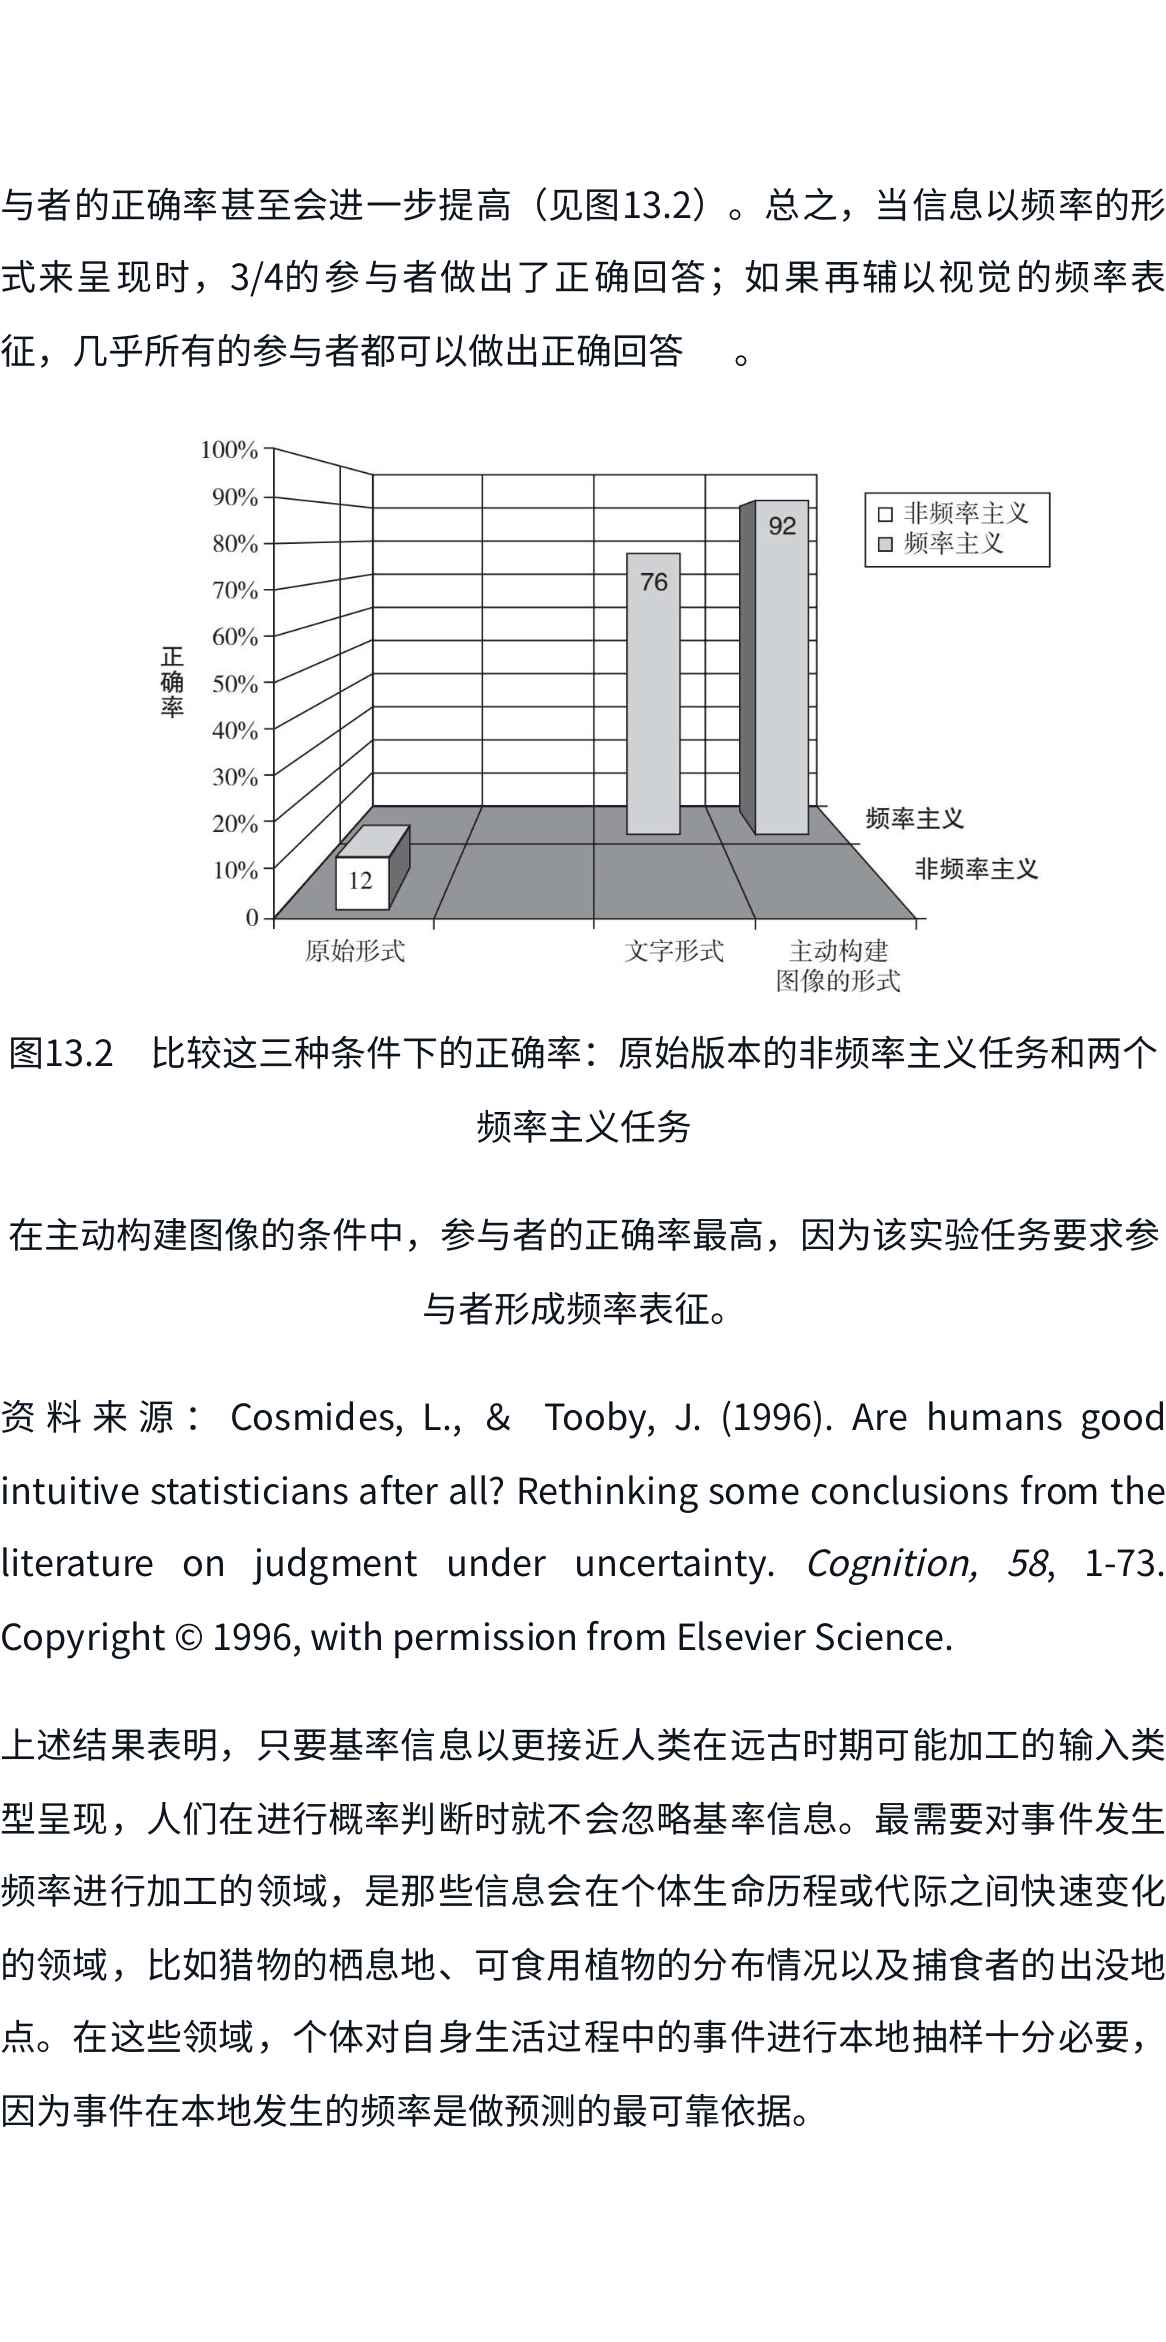 与者的正确率甚至会进一步提高（见图13.2）。总之，当信息以频率的形
式来呈现时，3/4的参与者做出了正确回答；如果再辅以视觉的频率表
征，几乎所有的参与者都可以做出正确回答 。
100%
90%
80%
70%
60%
50%
40%
30%
20%
10%
0
正确率
12
76
92
非频率主义
频率主义
频率主义
非频率主义
原始形式
文字形式
主动构建
图像的形式
图13.2 比较这三种条件下的正确率：原始版本的非频率主义任务和两个
频率主义任务
在主动构建图像的条件中，参与者的正确率最高，因为该实验任务要求参
与者形成频率表征。
资料来源：Cosmides, L., & Tooby, J. (1996). Are humans good
intuitive statisticians after all? Rethinking some conclusions from the
literature on judgment under uncertainty. Cognition, 58, 1-73.
Copyright © 1996, with permission from Elsevier Science.
上述结果表明，只要基率信息以更接近人类在远古时期可能加工的输入类
型呈现，人们在进行概率判断时就不会忽略基率信息。最需要对事件发生
频率进行加工的领域，是那些信息会在个体生命历程或代际之间快速变化
的领域，比如猎物的栖息地、可食用植物的分布情况以及捕食者的出没地
点。在这些领域，个体对自身生活过程中的事件进行本地抽样十分必要，
因为事件在本地发生的频率是做预测的最可靠依据。